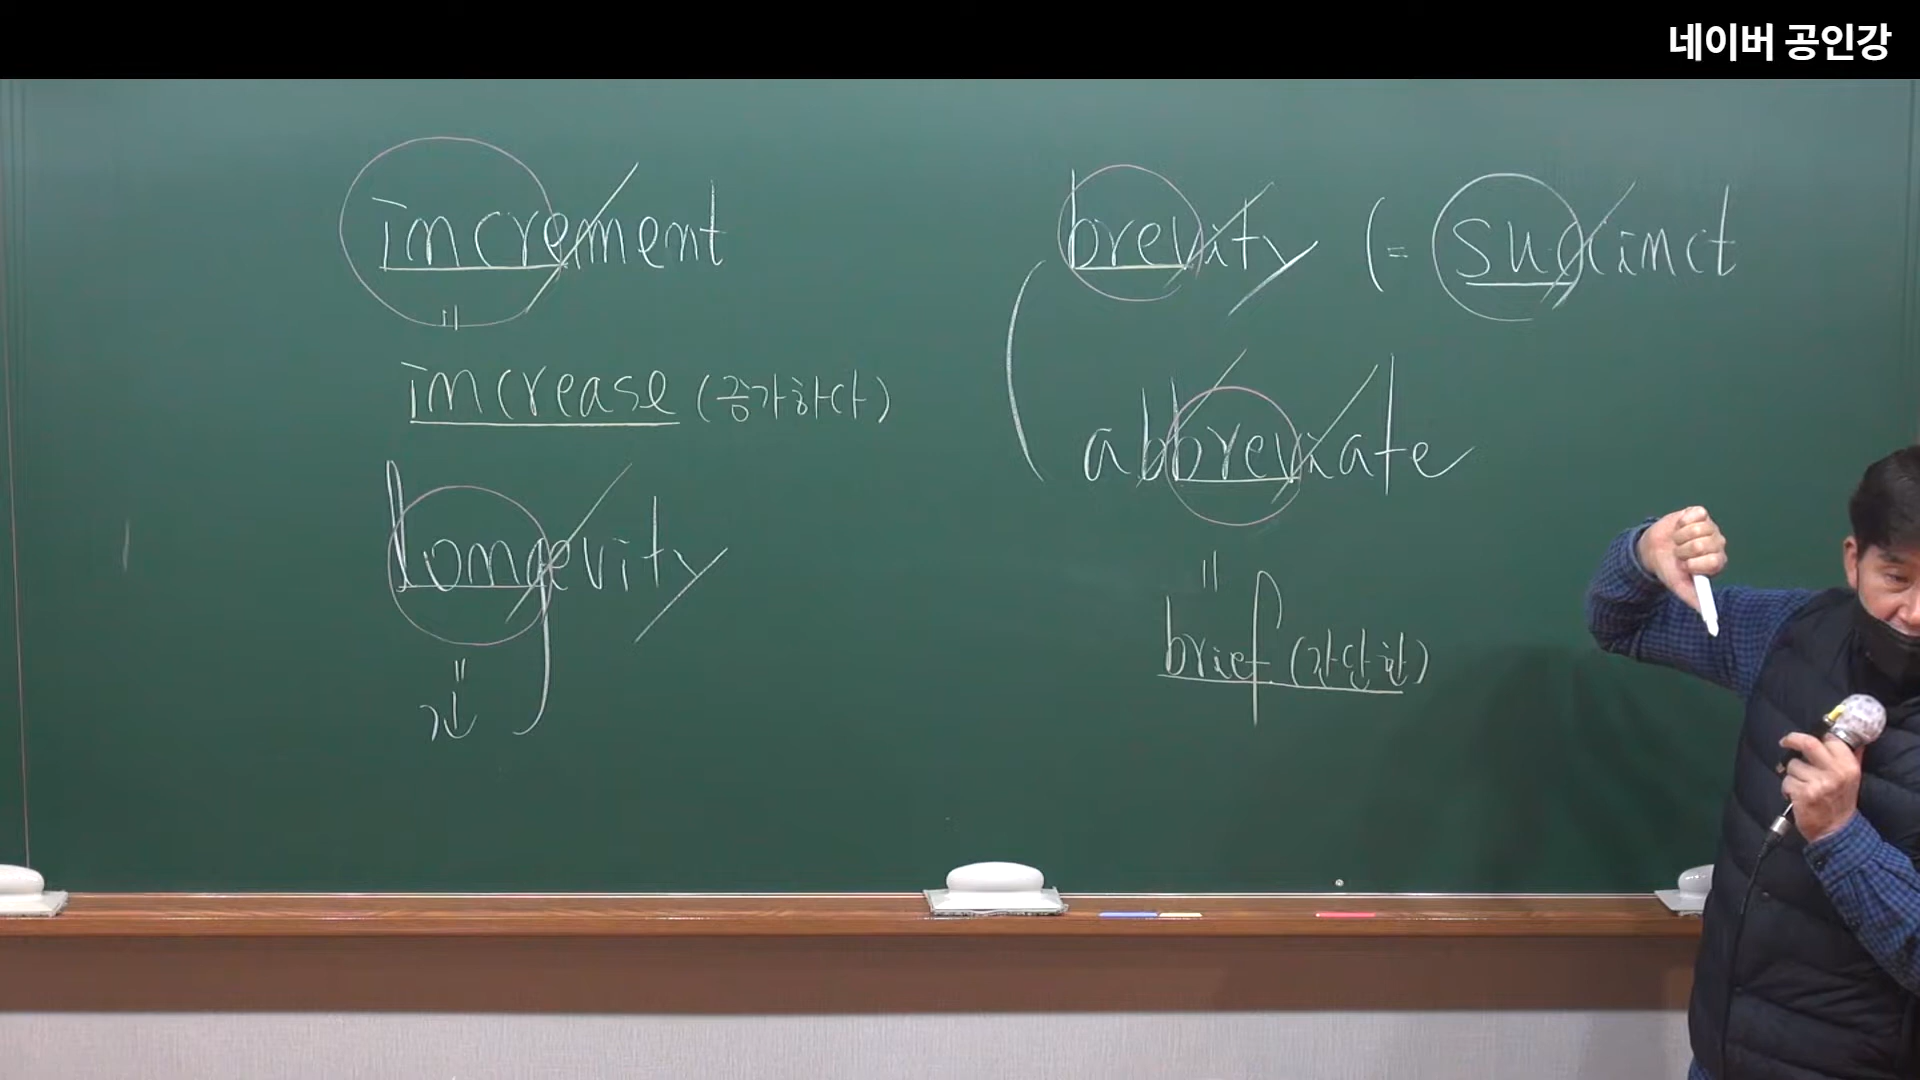 네이버 공인강
increment
=
increase (증가하다)
longevity
=
긴
brevity (= succinct
abbreviate
=
brief (간단한)